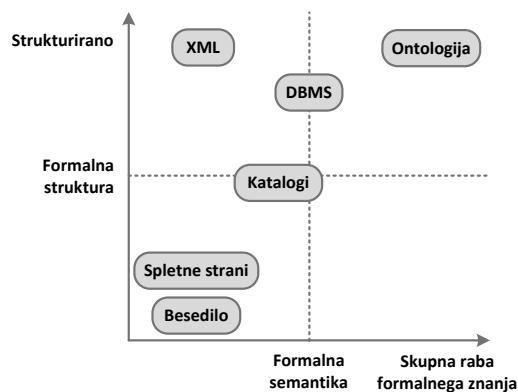 Strukturirano
XML
Ontologija
DBMS
Formalna
struktura
Katalogi
Spletne strani
Besedilo
Formalna
semantika
Skupna raba
formalnega znanja